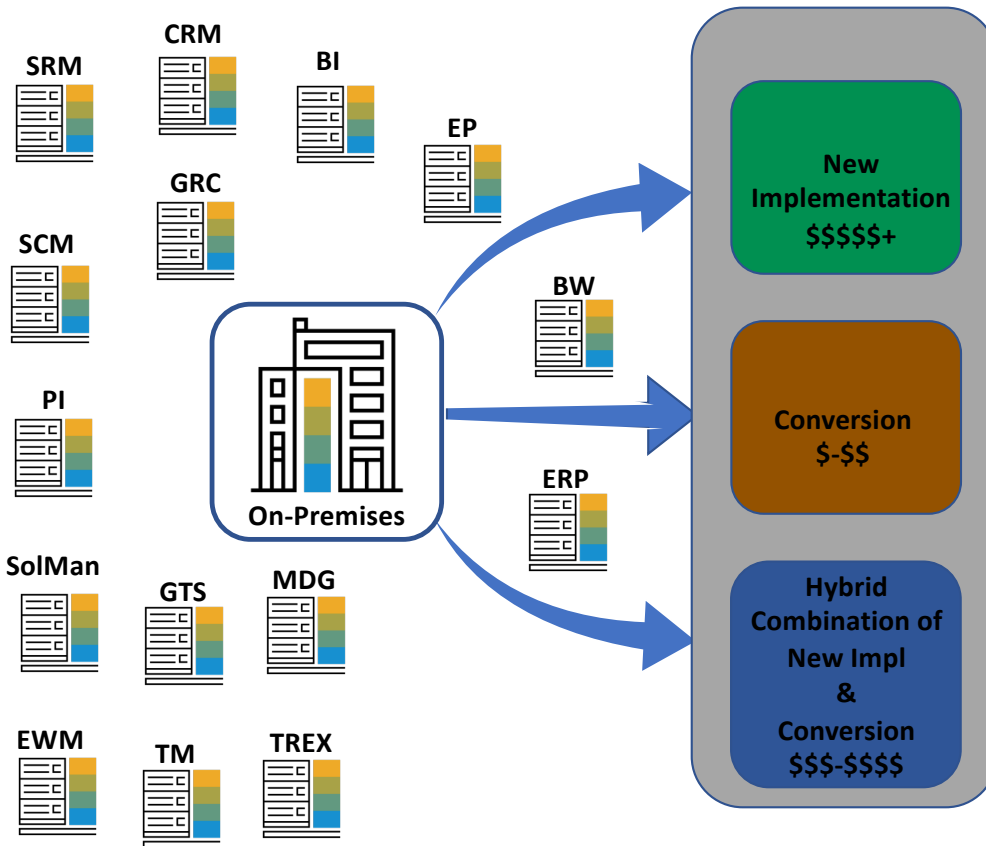 CRM
SRM
BI
EP
GRC
SCM
BW
PI
On-Premises
ERP
SolMan
GTS
MDG
EWM
TM
TREX
New
Implementation
$$$$$+
Conversion
$-$$
Hybrid
Combination of
New Impl
&
Conversion
$$$-$$$$